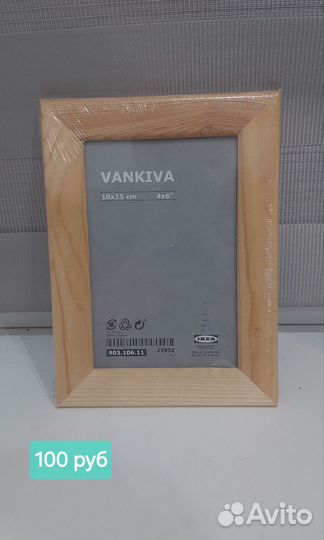 VANKIVA
10x15 cm 4x6"
903.106.11 22932
IKEA
100 руб
Avito